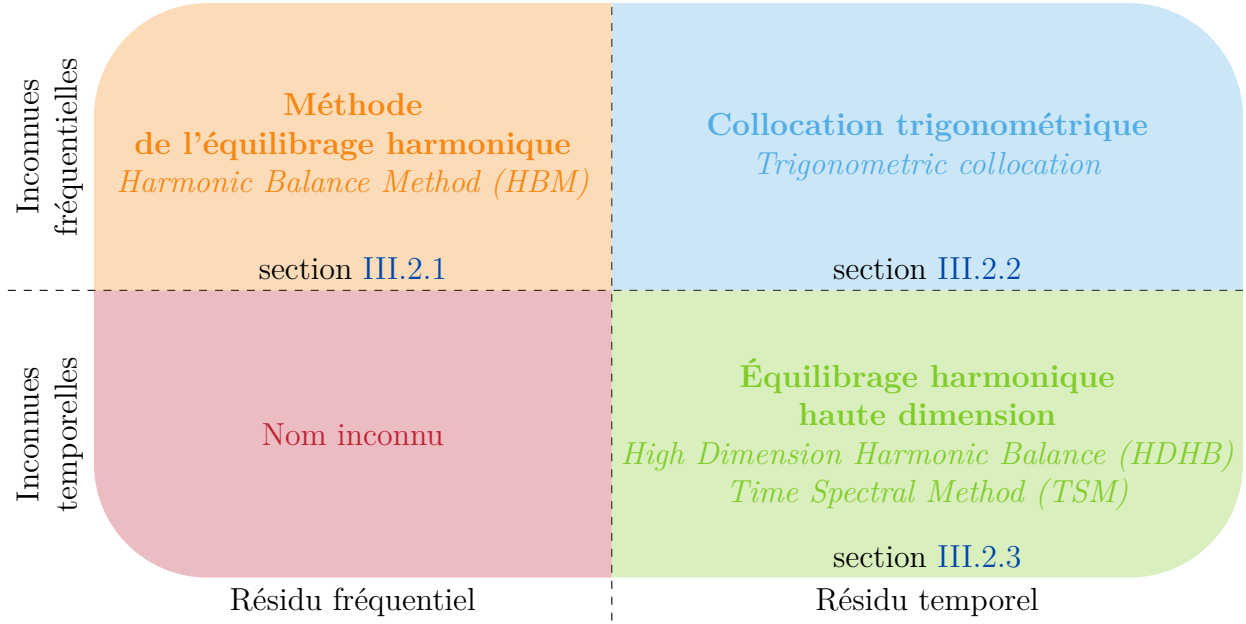 Inconnues
fréquentielles
Méthode
de l'équilibrage harmonique
Harmonic Balance Method (HBM)
section III.2.1
Collocation trigonométrique
Trigonometric collocation
section III.2.2
Inconnues
temporelles
Nom inconnu
Équilibrage harmonique
haute dimension
High Dimension Harmonic Balance (HDHB)
Time Spectral Method (TSM)
section III.2.3
Résidu fréquentiel
Résidu temporel